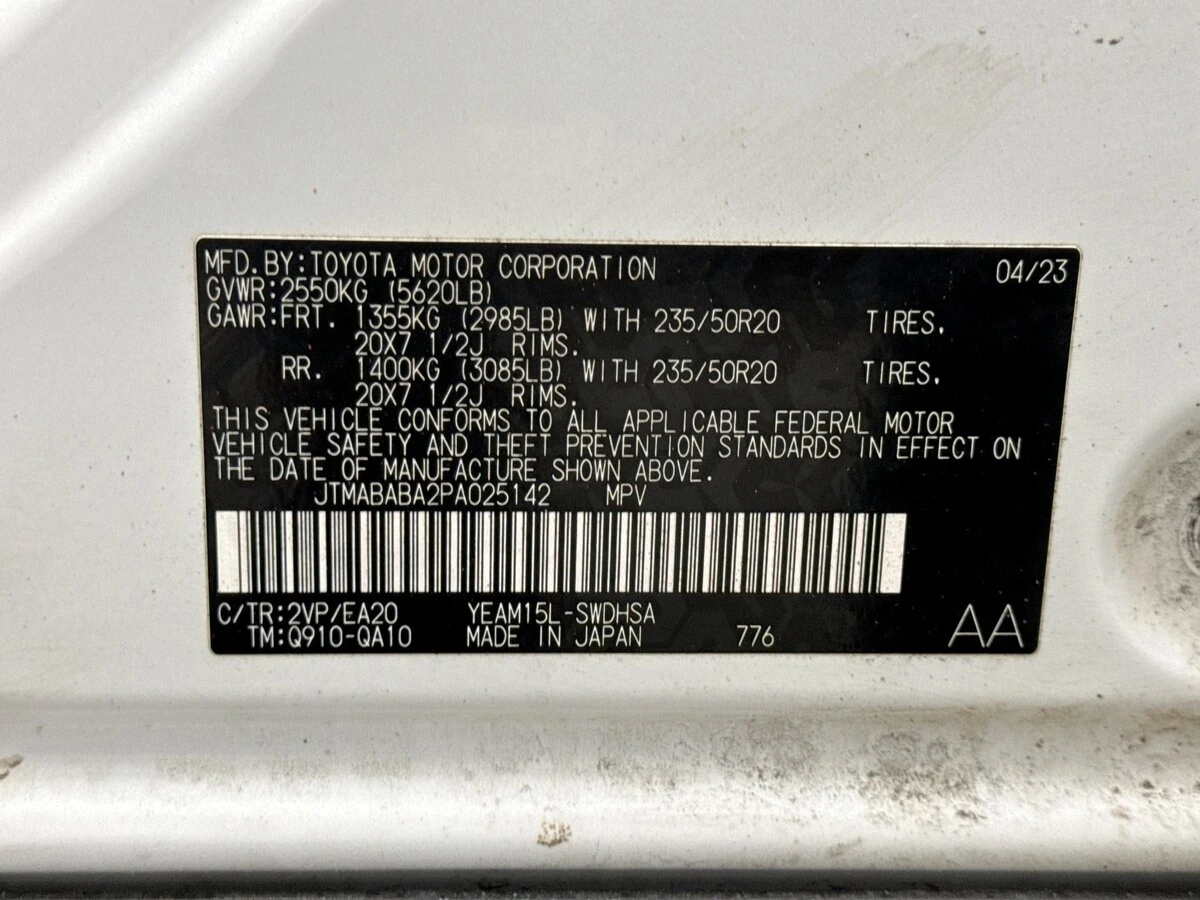 MFD. BY: TOYOTA MOTOR CORPORATION 04/23
GVWR: 2550KG (5620LB)
GAWR: FRT. 1355KG (2985LB) WITH 235/50R20 TIRES.
20X7 1/2J RIMS.
RR. 1400KG (3085LB) WITH 235/50R20 TIRES.
20X7 1/2J RIMS.
THIS VEHICLE CONFORMS TO ALL APPLICABLE FEDERAL MOTOR
VEHICLE SAFETY AND THEFT PREVENTION STANDARDS IN EFFECT ON
THE DATE OF MANUFACTURE SHOWN ABOVE.
JTMABABA2PA025142 MPV
C/TR: 2VP/EA20 YEAM15L-SWDHSA
TM: Q910-QA10 MADE IN JAPAN 776 AA